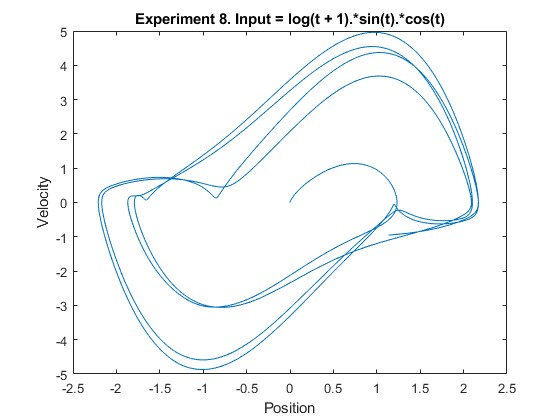 Experiment 8. Input = log(t + 1).*sin(t).*cos(t)
5
4
3
2
1
0
-1
-2
-3
-4
-5
Velocity
-2.5 -2 -1.5 -1 -0.5 0 0.5 1 1.5 2 2.5
Position